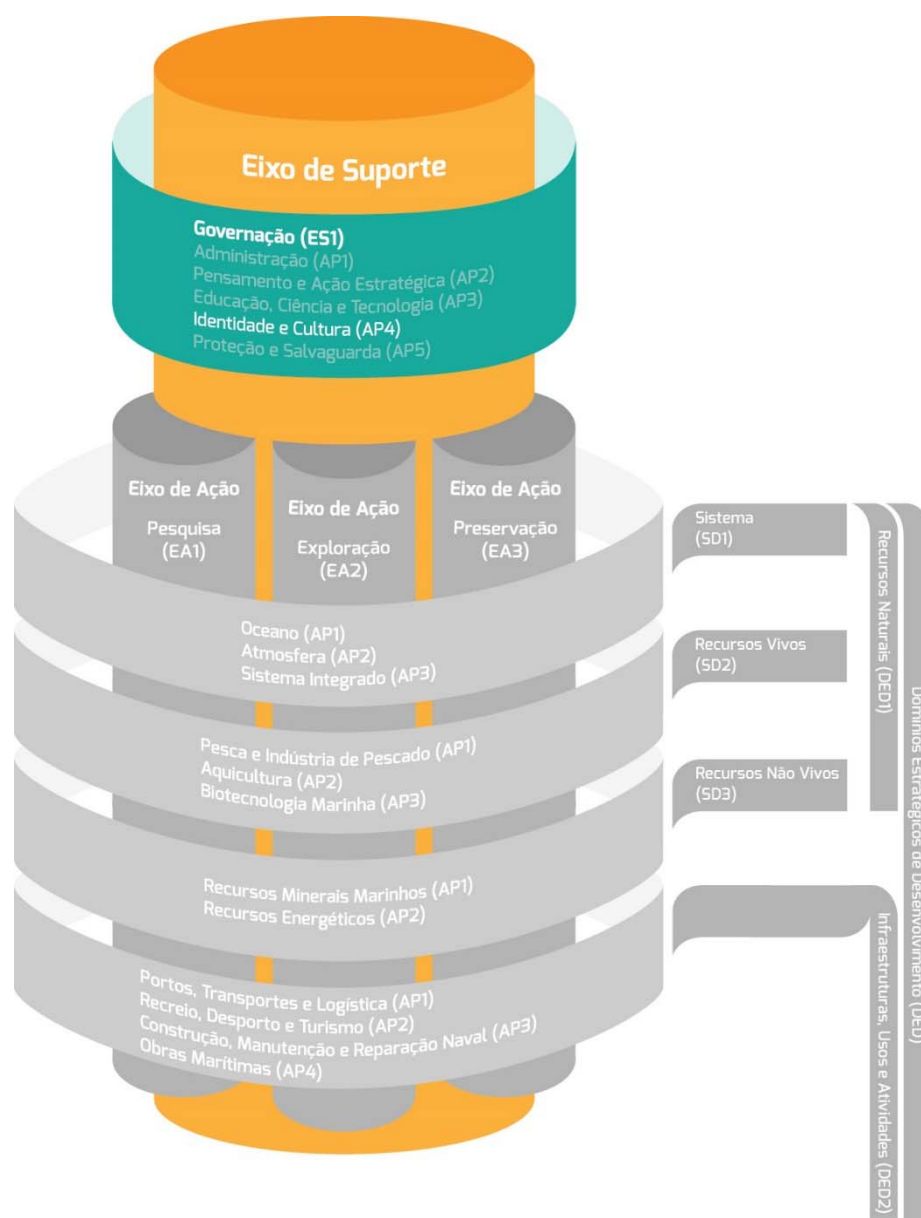 Eixo de Suporte
Governação (ES1)
Administração (AP1)
Pensamento e Ação Estratégica (AP2)
Educação, Ciência e Tecnologia (AP3)
Identidade e Cultura (AP4)
Proteção e Salvaguarda (AP5)
Eixo de Ação
Pesquisa
(EA1)
Eixo de Ação
Exploração
(EA2)
Eixo de Ação
Preservação
(EA3)
Oceano (AP1)
Atmosfera (AP2)
Sistema Integrado (AP3)
Pesca e Indústria de Pescado (AP1)
Aquicultura (AP2)
Biotecnologia Marinha (AP3)
Recursos Minerais Marinhos (AP1)
Recursos Energéticos (AP2)
Portos, Transportes e Logística (AP1)
Recreio, Desporto e Turismo (AP2)
Construção, Manutenção e Reparação Naval (AP3)
Obras Marítimas (AP4)
Sistema
(SD1)
Recursos Vivos
(SD2)
Recursos Não Vivos
(SD3)
Recursos Naturais (DED1)
Infraestruturas, Usos e Atividades (DED2)
Domínios Estratégicos de Desenvolvimento (DED)